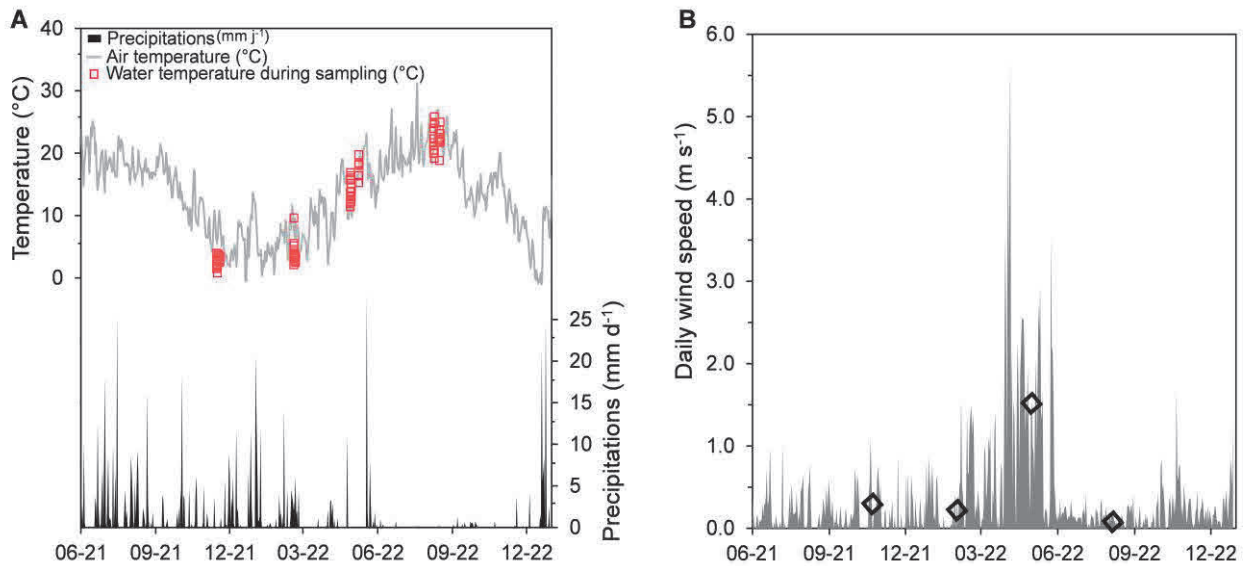 A
Precipitations (mm j-1)
Air temperature (°C)
Water temperature during sampling (°C)
Temperature (°C)
40
30
20
10
0
25
20
15
10
5
0
Precipitations (mm d-1)
06-21 09-21 12-21 03-22 06-22 09-22 12-22
B
Daily wind speed (m s-1)
6.0
5.0
4.0
3.0
2.0
1.0
0.0
06-21 09-21 12-21 03-22 06-22 09-22 12-22